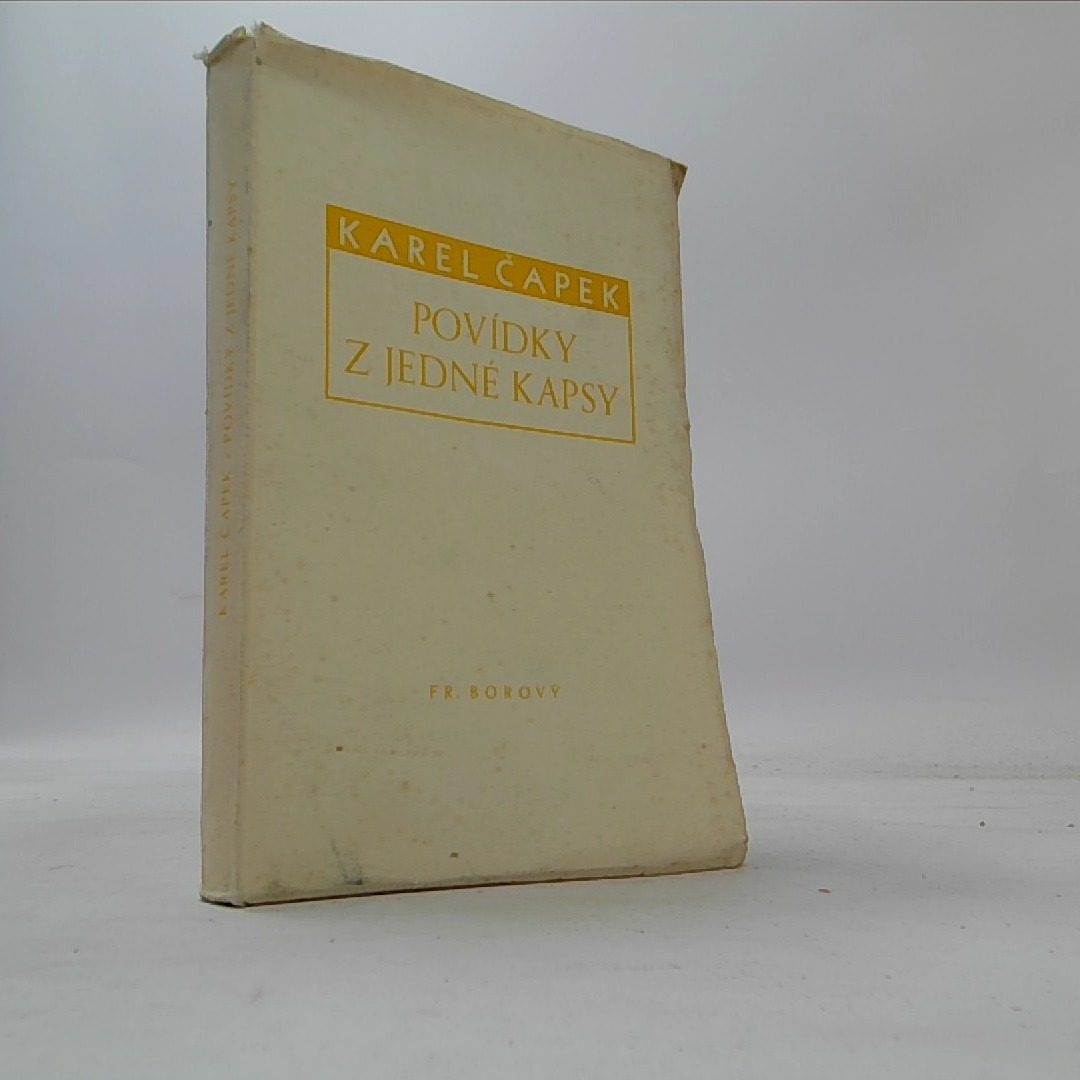 KAREL ČAPEK
POVÍDKY
Z JEDNÉ KAPSY
FR. BOROVÝ
KAREL ČAPEK / POVÍDKY Z JEDNÉ KAPSY